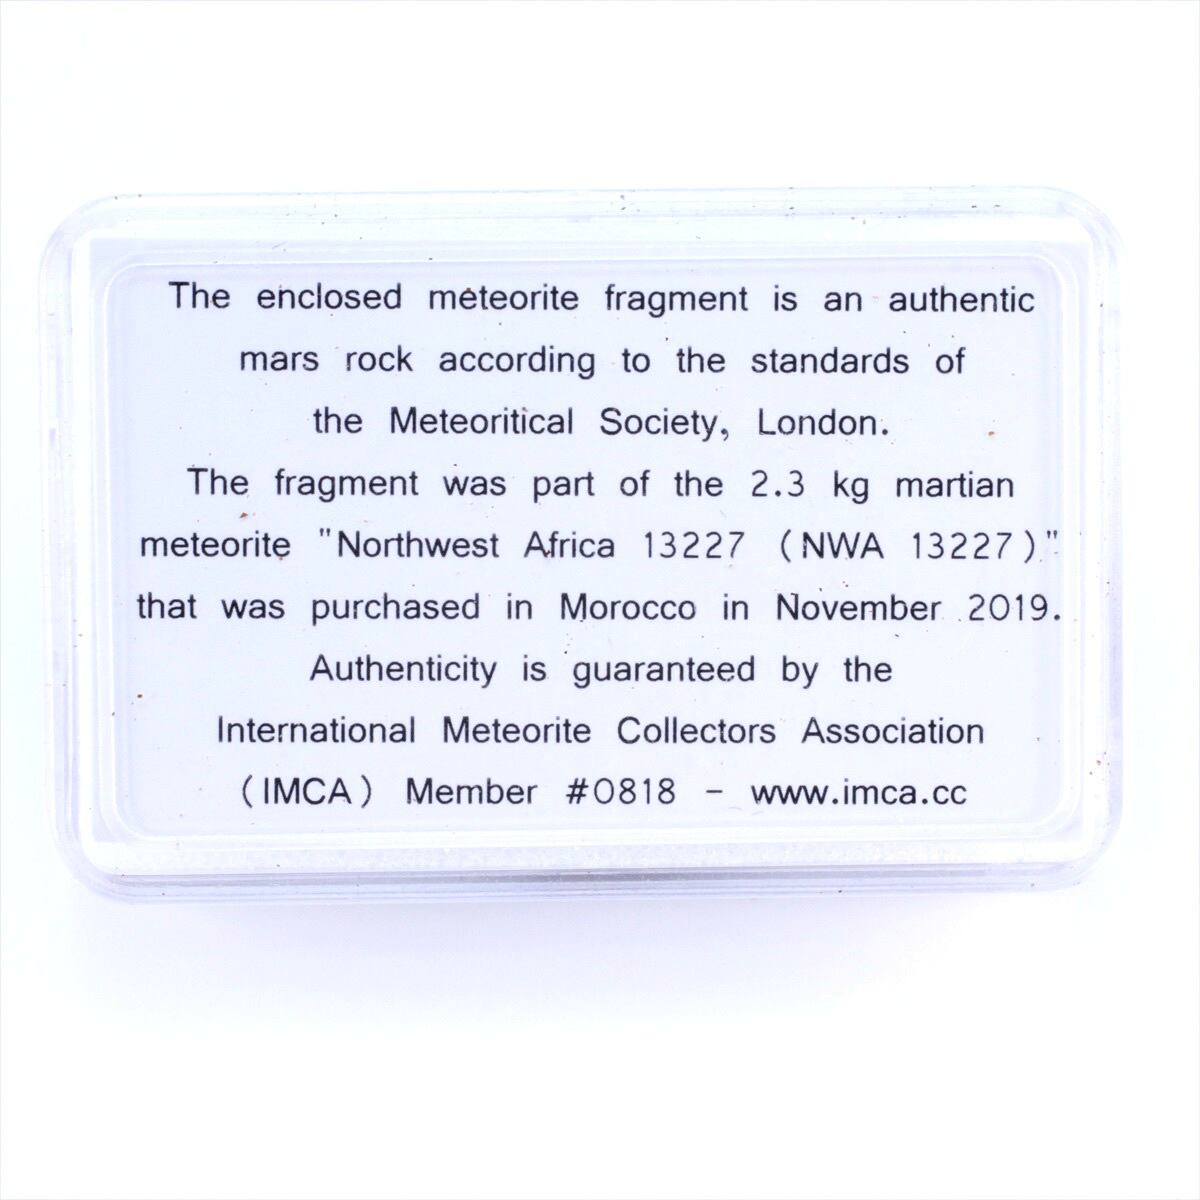 The enclosed meteorite fragment is an authentic
mars rock according to the standards of
the Meteoritical Society, London.
The fragment was part of the 2.3 kg martian
meteorite "Northwest Africa 13227 (NWA 13227)"
that was purchased in Morocco in November 2019.
Authenticity is guaranteed by the
International Meteorite Collectors Association
(IMCA) Member #0818 - www.imca.cc